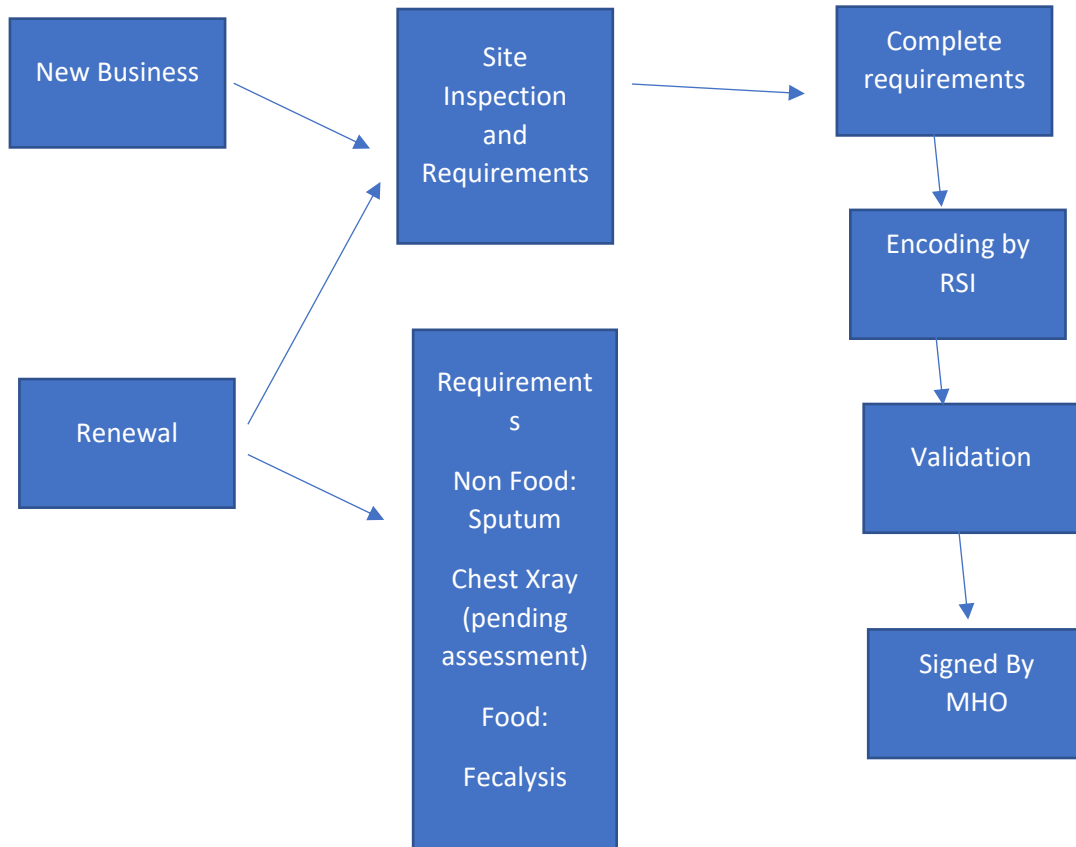 New Business
Site
Inspection
and
Requirements
Complete
requirements
Encoding by
RSI
Renewal
Requirement
s
Non Food:
Sputum
Chest Xray
(pending
assessment)
Food:
Fecalysis
Validation
Signed By
MHO